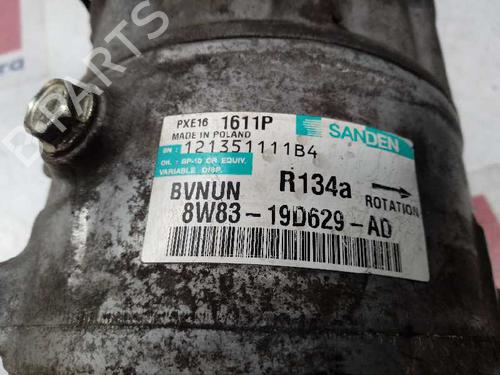 PXE16 1611P
SANDEN
MADE IN POLAND
SN: 121351111B4
OIL: SP-10 OR EQUIV.
VARIABLE DISP.
BVNUN R134a
ROTATION
8W83-19D629-AD